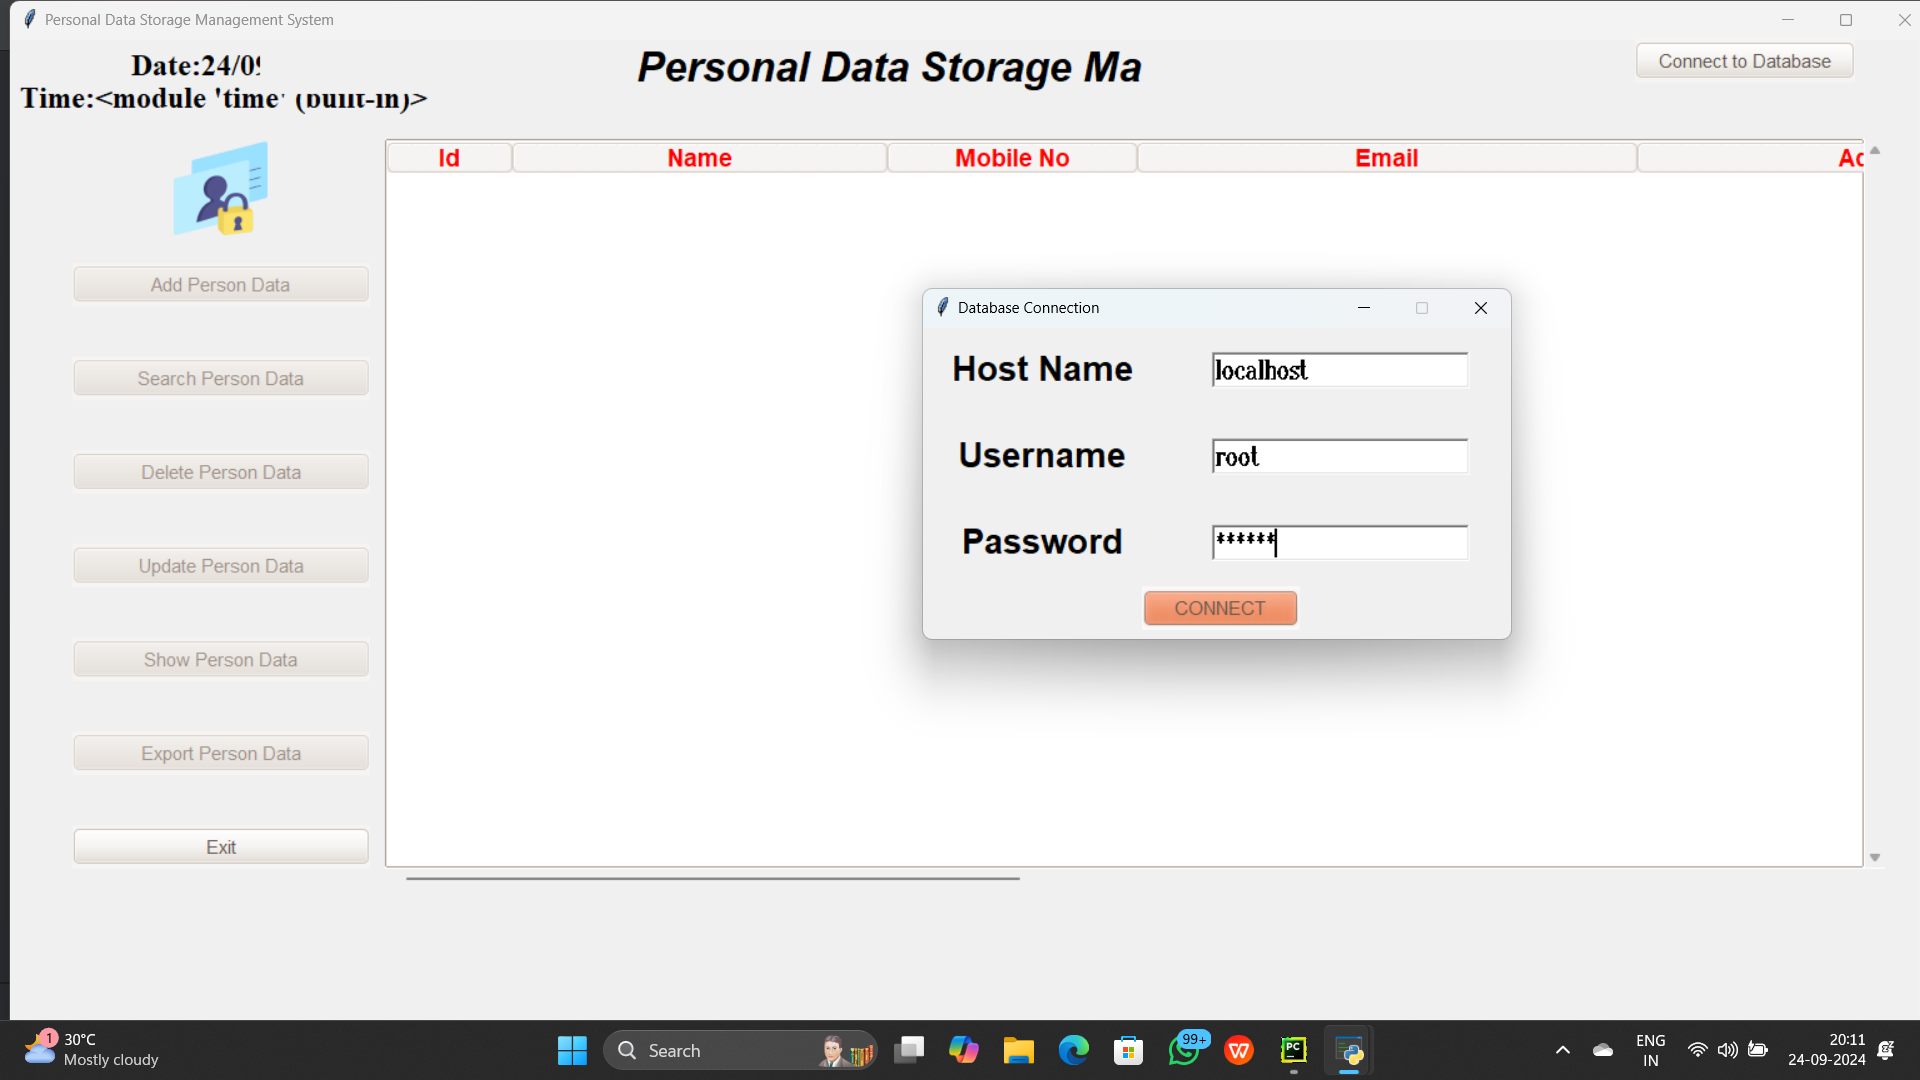 Personal Data Storage Management System
Date:24/09
Time:<module 'time' (built-in)>
Personal Data Storage Ma
Connect to Database
Id Name Mobile No Email
Add Person Data
Search Person Data
Delete Person Data
Update Person Data
Show Person Data
Export Person Data
Exit
Database Connection
Host Name localhost
Username root
Password ******
CONNECT
1
30°C
Mostly cloudy
Search
99+
PC
W
ENG
IN
20:11
24-09-2024